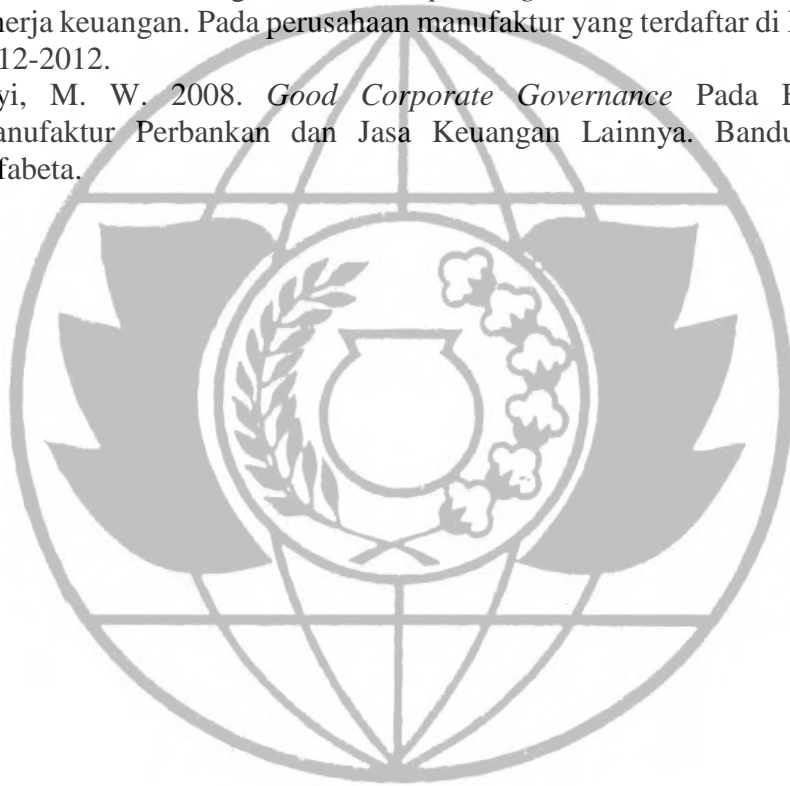 nerja keuangan. Pada perusahaan manufaktur yang terdaftar di
12-2012.
yi, M. W. 2008. Good Corporate Governance Pada
anufaktur Perbankan dan Jasa Keuangan Lainnya. Bandu
fabeta.